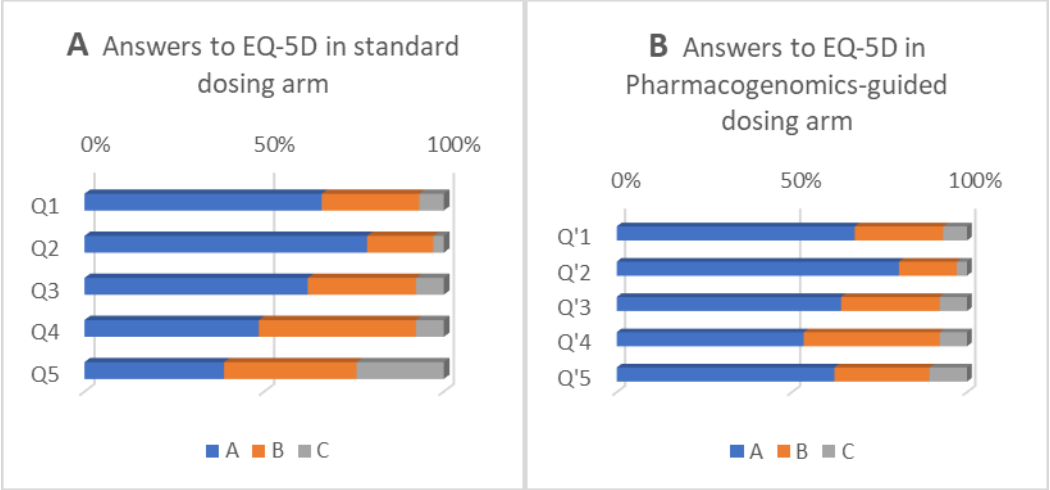 A Answers to EQ-5D in standard
dosing arm
0% 50% 100%
Q1
Q2
Q3
Q4
Q5
A B C
B Answers to EQ-5D in
Pharmacogenomics-guided
dosing arm
0% 50% 100%
Q'1
Q'2
Q'3
Q'4
Q'5
A B C